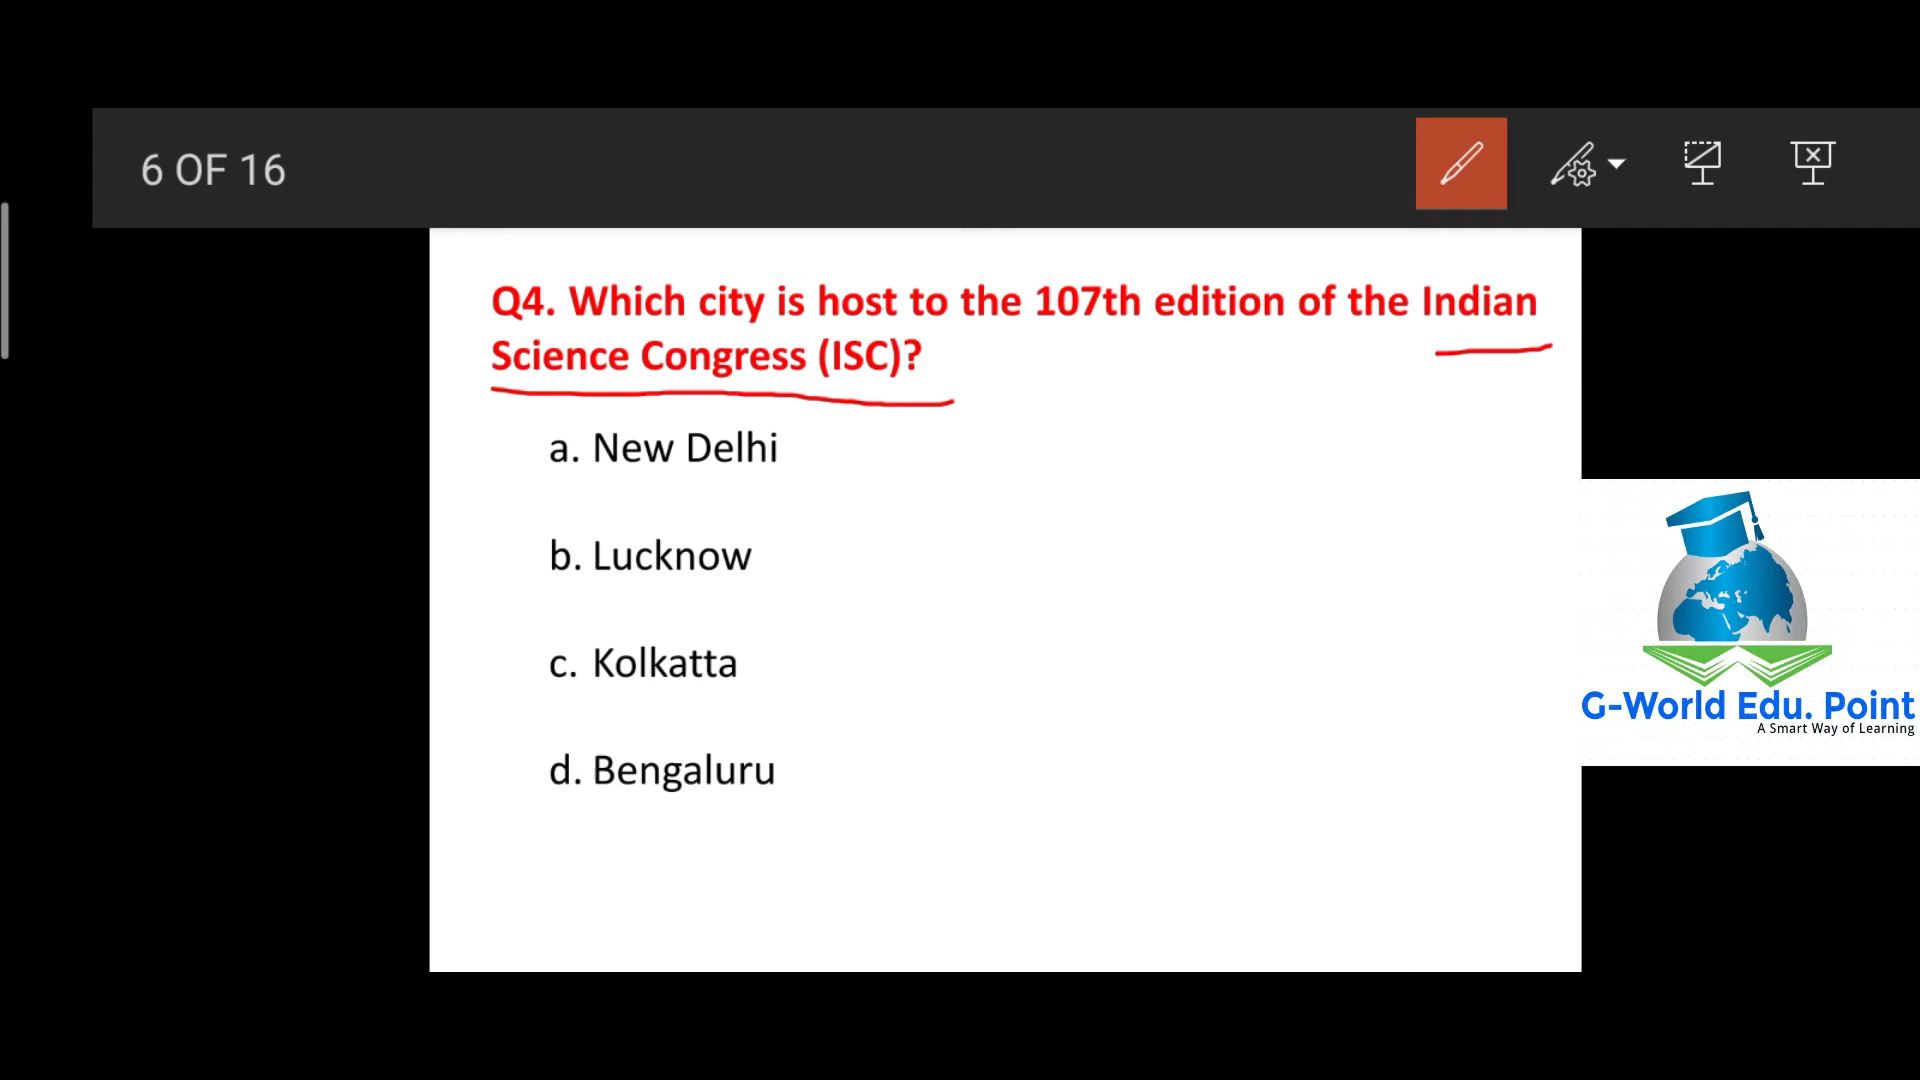 6 OF 16
Q4. Which city is host to the 107th edition of the Indian
Science Congress (ISC)?
a. New Delhi
b. Lucknow
c. Kolkatta
d. Bengaluru
G-World Edu. Point
A Smart Way of Learning